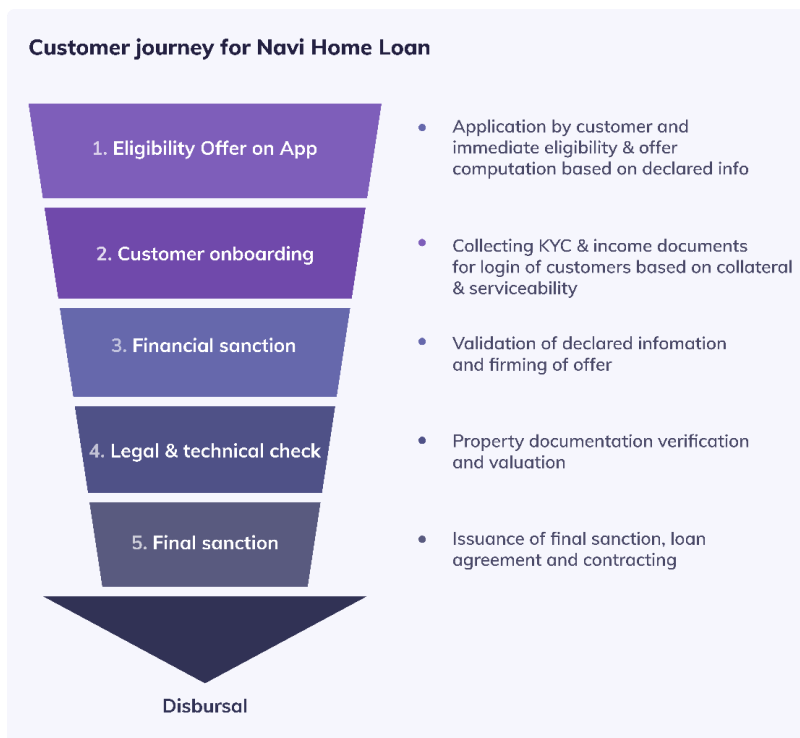 Customer journey for Navi Home Loan
1. Eligibility Offer on App
Application by customer and
immediate eligibility & offer
computation based on declared info
2. Customer onboarding
Collecting KYC & income documents
for login of customers based on collateral
& serviceability
3. Financial sanction
Validation of declared infomation
and firming of offer
4. Legal & technical check
Property documentation verification
and valuation
5. Final sanction
Issuance of final sanction, loan
agreement and contracting
Disbursal